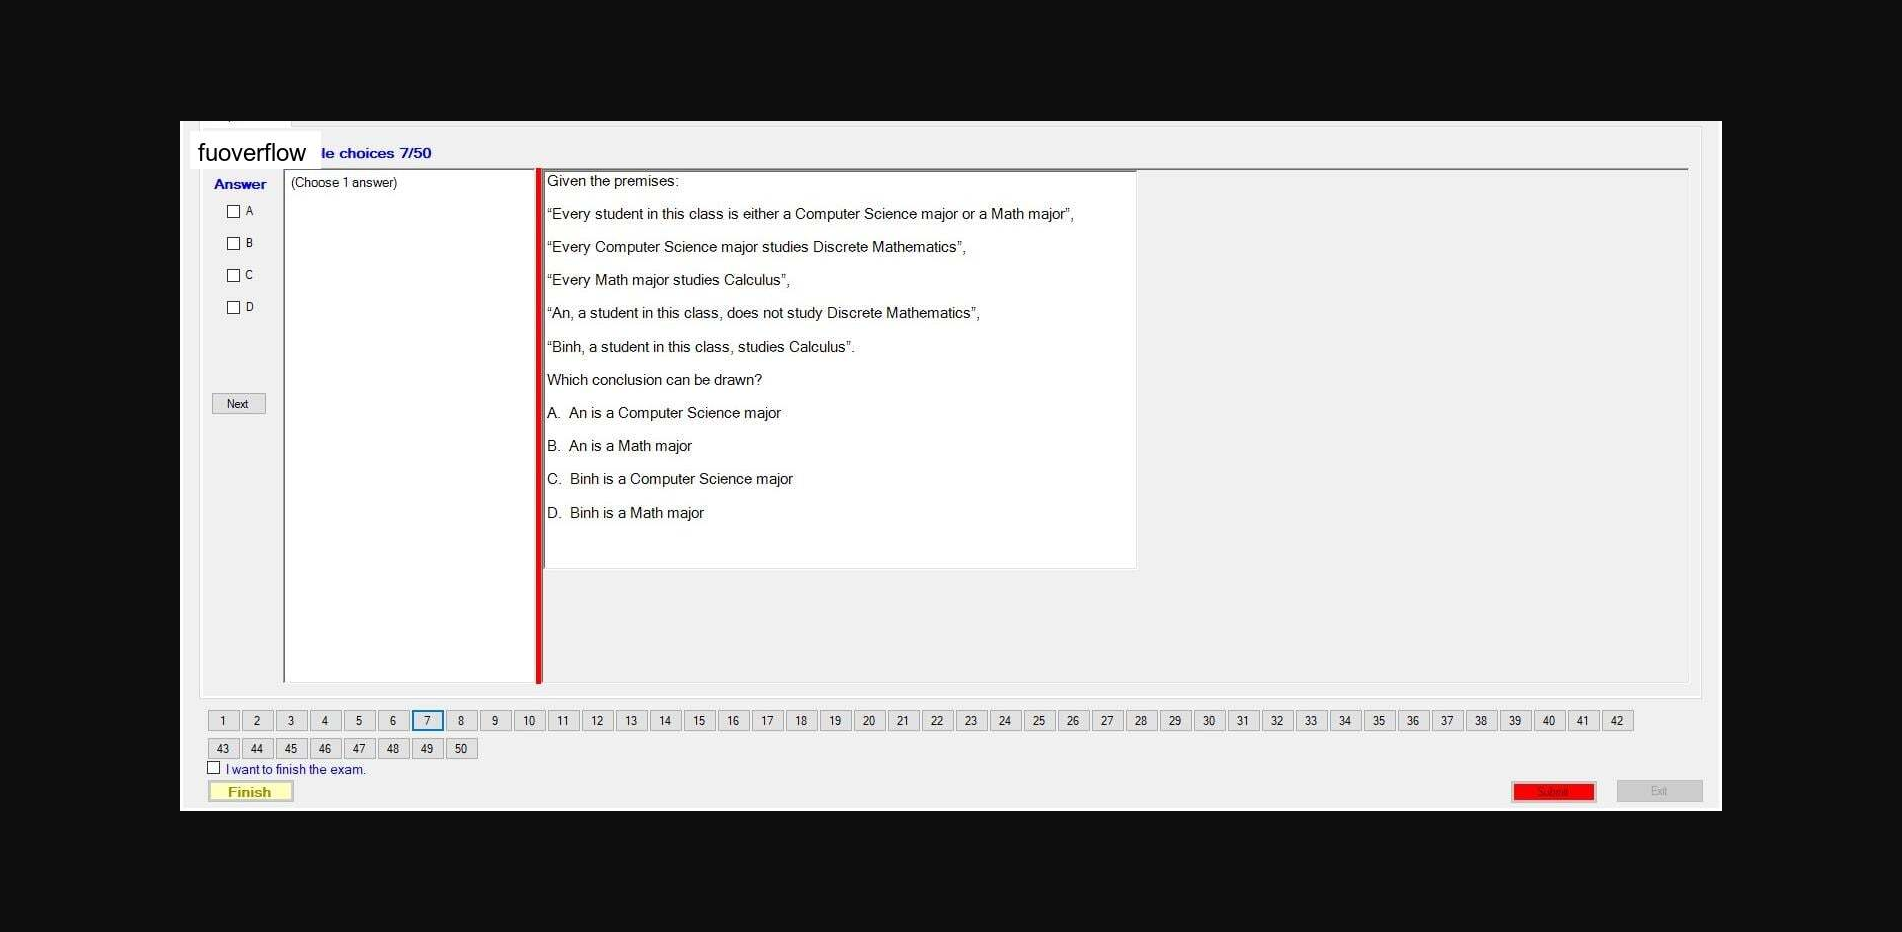 fuoverflow le choices 7/50
Answer
(Choose 1 answer)
A
B
C
D
Next
Given the premises:
“Every student in this class is either a Computer Science major or a Math major”,
“Every Computer Science major studies Discrete Mathematics”,
“Every Math major studies Calculus”,
“An, a student in this class, does not study Discrete Mathematics”,
“Binh, a student in this class, studies Calculus”.
Which conclusion can be drawn?
A. An is a Computer Science major
B. An is a Math major
C. Binh is a Computer Science major
D. Binh is a Math major
1 2 3 4 5 6 7 8 9 10 11 12 13 14 15 16 17 18 19 20 21 22 23 24 25 26 27 28 29 30 31 32 33 34 35 36 37 38 39 40 41 42
43 44 45 46 47 48 49 50
I want to finish the exam.
Finish
Submit
Exit